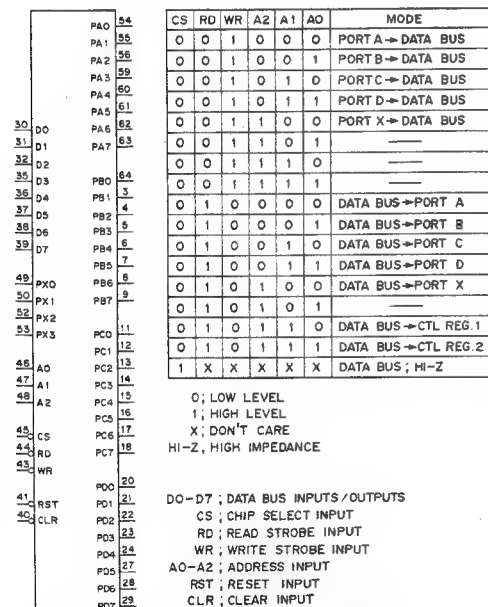 PA0 54
PA1 55
PA2 56
PA3 59
PA4 60
PA5 61
30 D0 PA6 62
31 D1 PA7 63
32 D2
35 D3 PB0 64
36 D4 PB1 3
37 D5 PB2 4
38 D6 PB3 5
39 D7 PB4 6
PB5 7
49 PX0 PB6 8
50 PX1 PB7 9
52 PX2
53 PX3 PC0 11
PC1 12
46 A0 PC2 13
47 A1 PC3 14
48 A2 PC4 15
PC5 16
45 CS PC6 17
44 RD PC7 18
43 WR
PD0 20
41 RST PD1 21
40 CLR PD2 22
PD3 23
PD4 24
PD5 27
PD6 28
PD7 29
CS RD WR A2 A1 A0 MODE
0 0 1 0 0 0 PORT A → DATA BUS
0 0 1 0 0 1 PORT B → DATA BUS
0 0 1 0 1 0 PORT C → DATA BUS
0 0 1 0 1 1 PORT D → DATA BUS
0 0 1 1 0 0 PORT X → DATA BUS
0 0 1 1 0 1 —
0 0 1 1 1 0 —
0 0 1 1 1 1 —
0 1 0 0 0 0 DATA BUS → PORT A
0 1 0 0 0 1 DATA BUS → PORT B
0 1 0 0 1 0 DATA BUS → PORT C
0 1 0 0 1 1 DATA BUS → PORT D
0 1 0 1 0 0 DATA BUS → PORT X
0 1 0 1 0 1 —
0 1 0 1 1 0 DATA BUS → CTL REG.1
0 1 0 1 1 1 DATA BUS → CTL REG.2
1 X X X X X DATA BUS ; HI-Z
0; LOW LEVEL
1; HIGH LEVEL
X; DON'T CARE
HI-Z, HIGH IMPEDANCE
D0-D7 ; DATA BUS INPUTS/OUTPUTS
CS ; CHIP SELECT INPUT
RD ; READ STROBE INPUT
WR ; WRITE STROBE INPUT
A0-A2 ; ADDRESS INPUT
RST ; RESET INPUT
CLR ; CLEAR INPUT